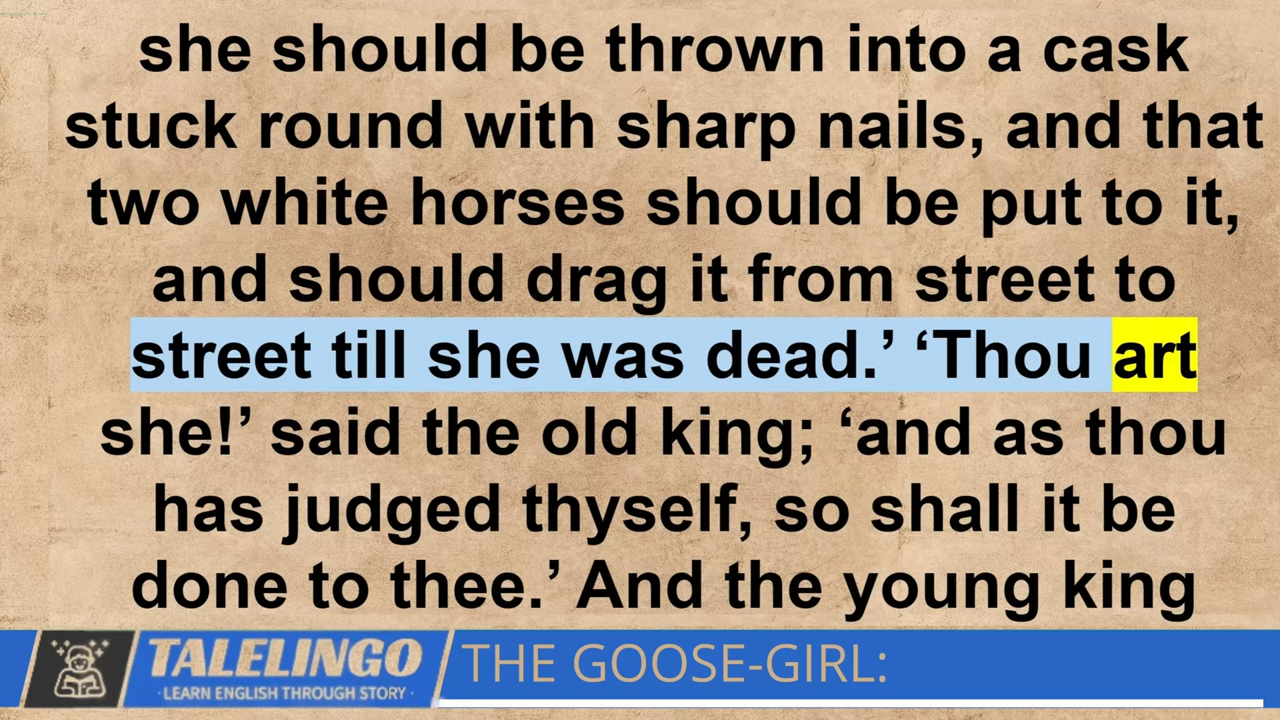 she should be thrown into a cask
stuck round with sharp nails, and that
two white horses should be put to it,
and should drag it from street to
street till she was dead.’ ‘Thou art
she!’ said the old king; ‘and as thou
has judged thyself, so shall it be
done to thee.’ And the young king
TALELINGO
· LEARN ENGLISH THROUGH STORY ·
THE GOOSE-GIRL: